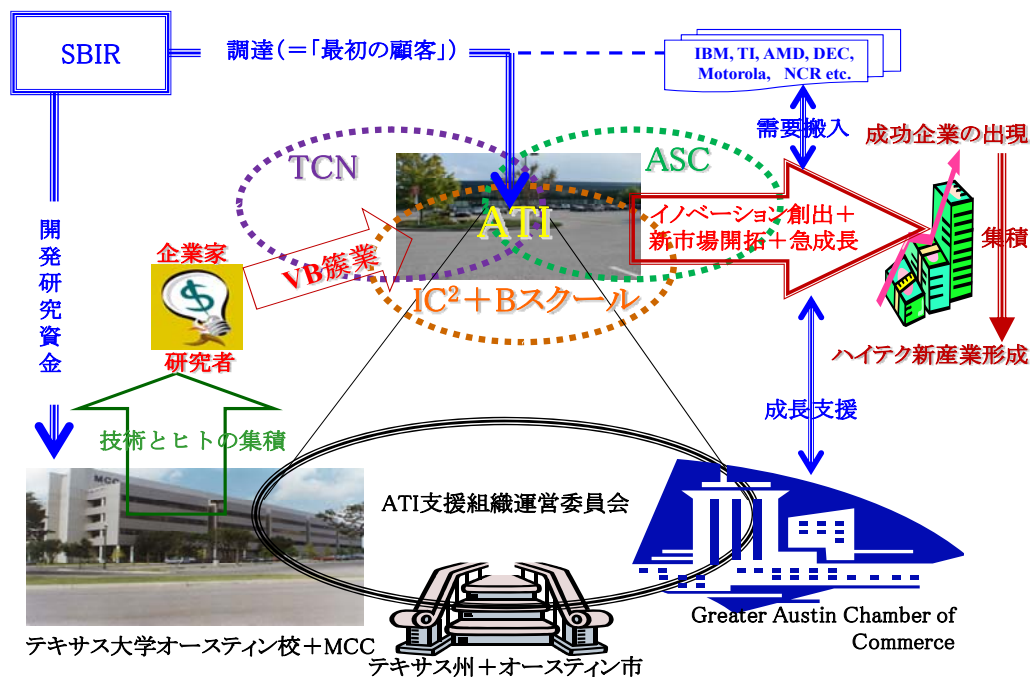 SBIR
調達(=「最初の顧客」)
IBM, TI, AMD, DEC,
Motorola, NCR etc.
需要搬入
成功企業の出現
TCN
ASC
ATI
イノベーション創出+
新市場開拓+急成長
集積
開発研究資金
企業家
VB簇業
IC²+Bスクール
研究者
ハイテク新産業形成
技術とヒトの集積
成長支援
MCC
ATI支援組織運営委員会
Greater Austin Chamber of
Commerce
テキサス大学オースティン校+MCC
テキサス州+オースティン市